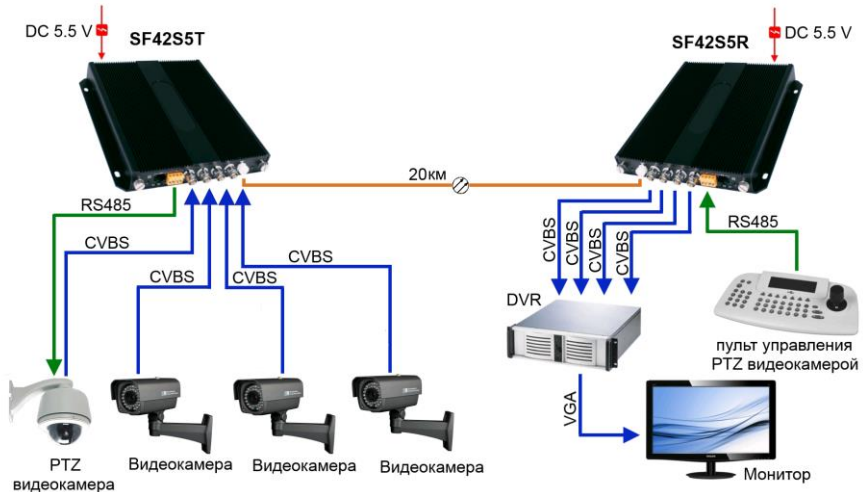 DC 5.5 V
SF42S5T
SF42S5R
DC 5.5 V
20км
RS485
CVBS
CVBS
CVBS
CVBS
CVBS
CVBS
CVBS
CVBS
RS485
DVR
VGA
пульт управления
PTZ видеокамерой
PTZ
видеокамера
Видеокамера
Видеокамера
Видеокамера
Монитор